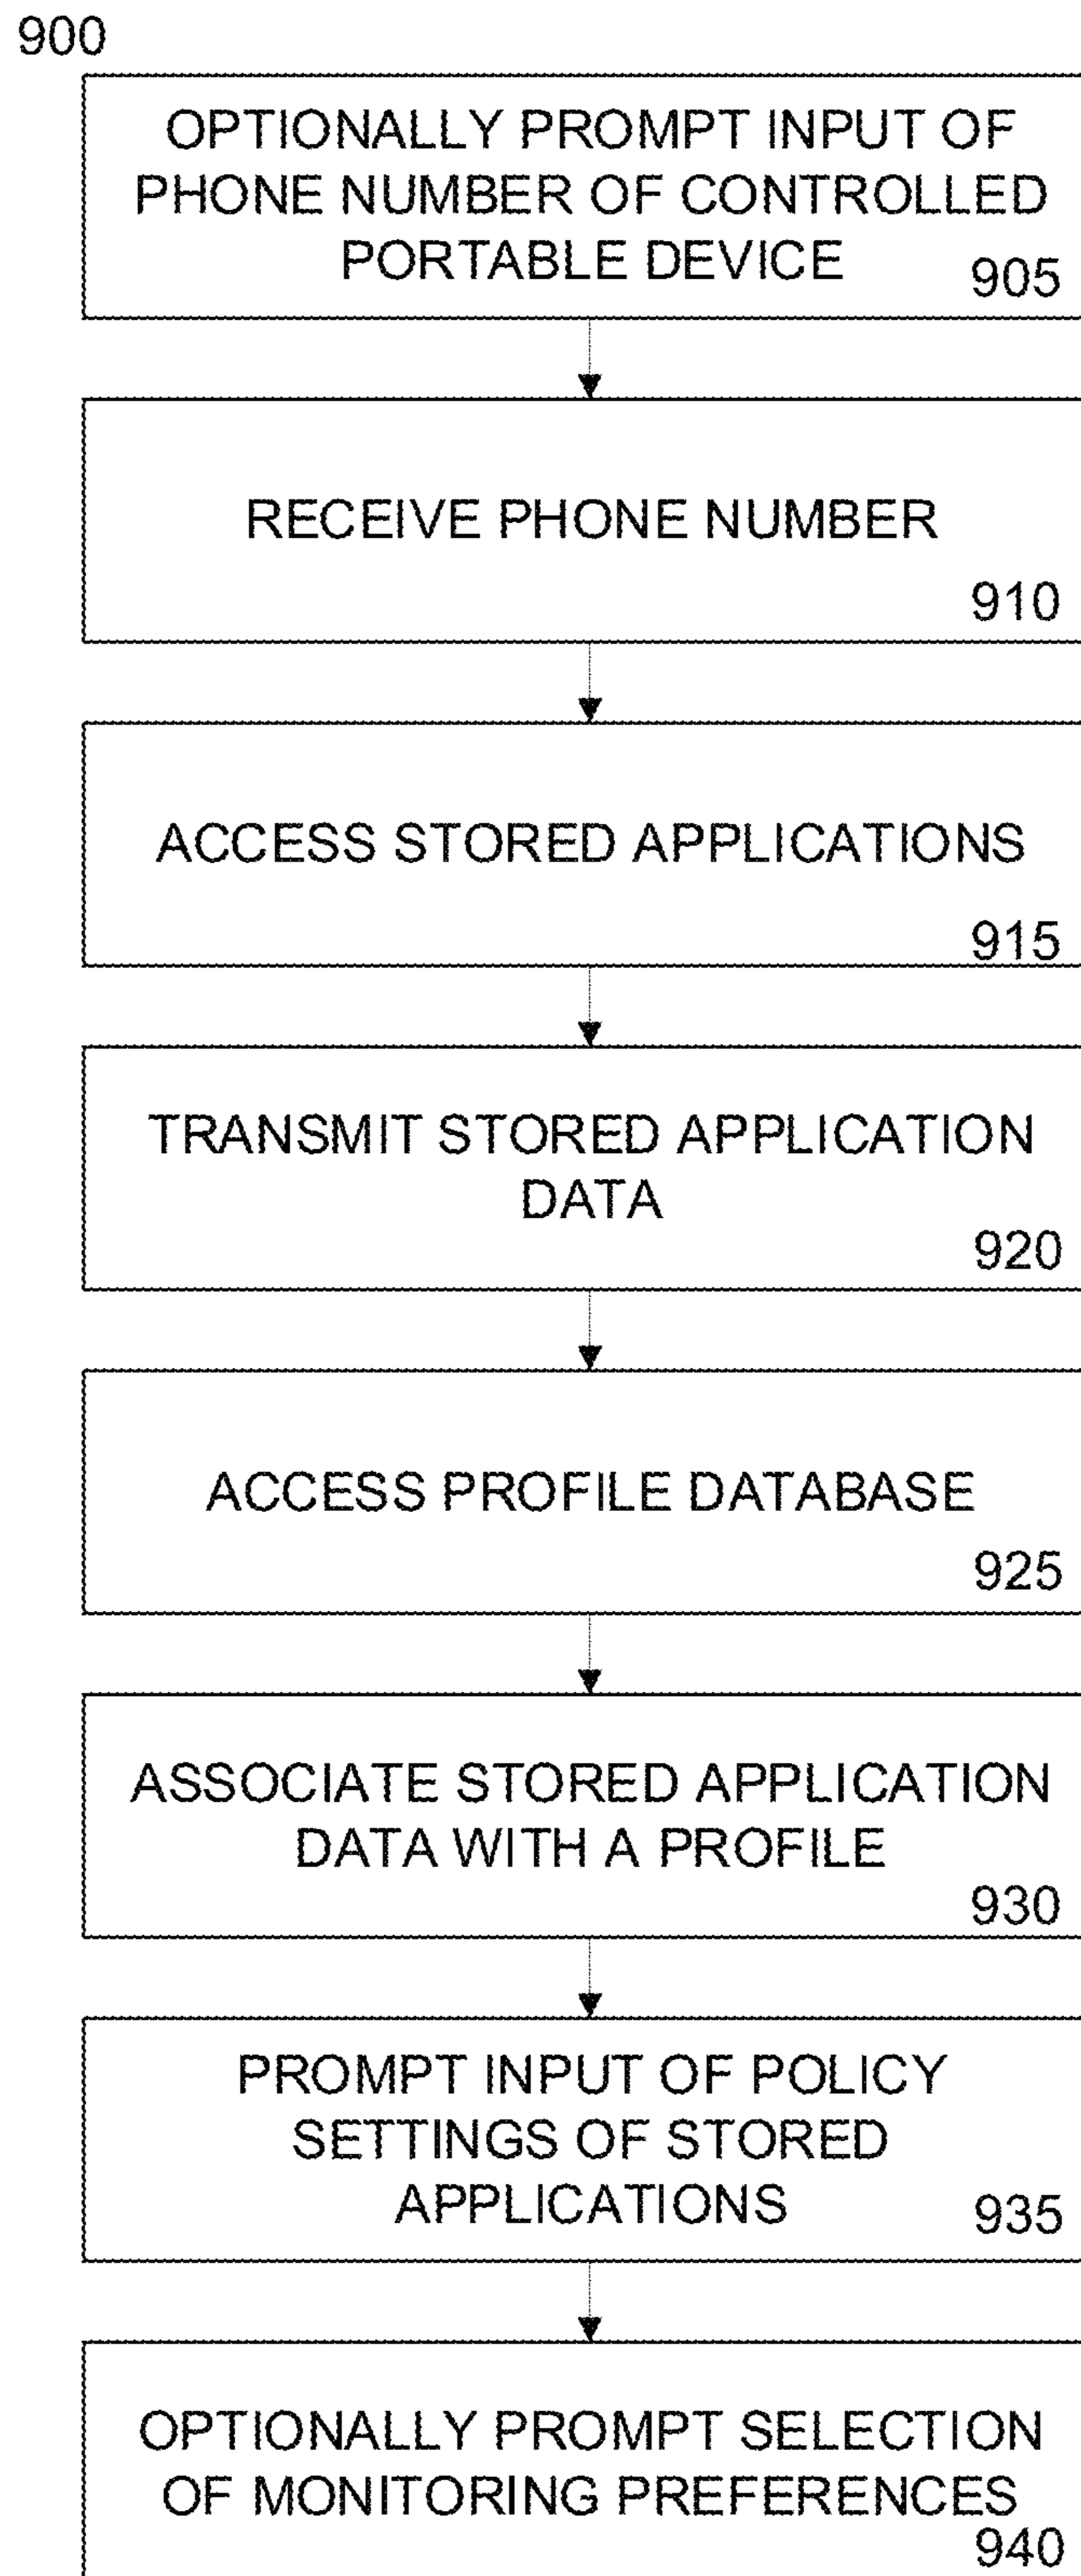 900
OPTIONALLY PROMPT INPUT OF
PHONE NUMBER OF CONTROLLED
PORTABLE DEVICE
905
RECEIVE PHONE NUMBER
910
ACCESS STORED APPLICATIONS
915
TRANSMIT STORED APPLICATION
DATA
920
ACCESS PROFILE DATABASE
925
ASSOCIATE STORED APPLICATION
DATA WITH A PROFILE
930
PROMPT INPUT OF POLICY
SETTINGS OF STORED
APPLICATIONS
935
OPTIONALLY PROMPT SELECTION
OF MONITORING PREFERENCES
940